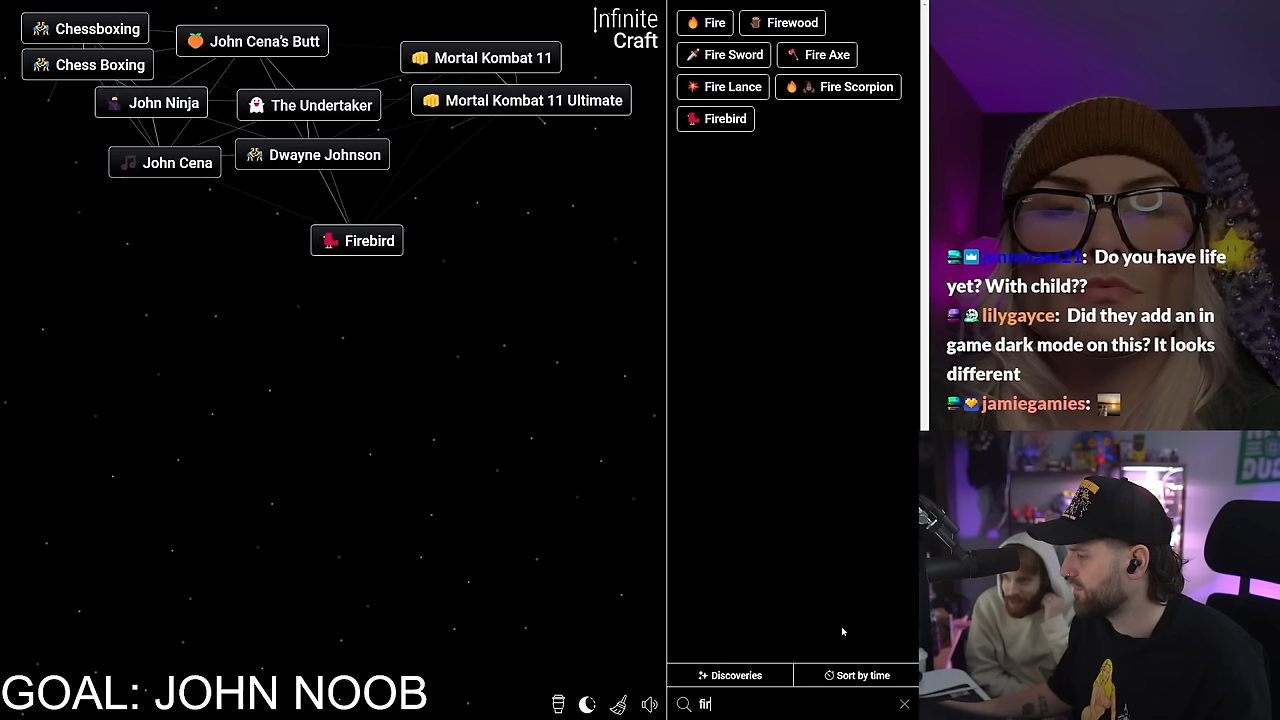 Chessboxing
Chess Boxing
John Cena's Butt
Mortal Kombat 11
Mortal Kombat 11 Ultimate
John Ninja
The Undertaker
John Cena
Dwayne Johnson
Firebird
Infinite
Craft
Fire
Firewood
Fire Sword
Fire Axe
Fire Lance
Fire Scorpion
Firebird
Discoveries
Sort by time
fir
GOAL: JOHN NOOB
jennmaes21: Do you have life
yet? With child??
lilygayce: Did they add an in
game dark mode on this? It looks
different
jamiegamies: